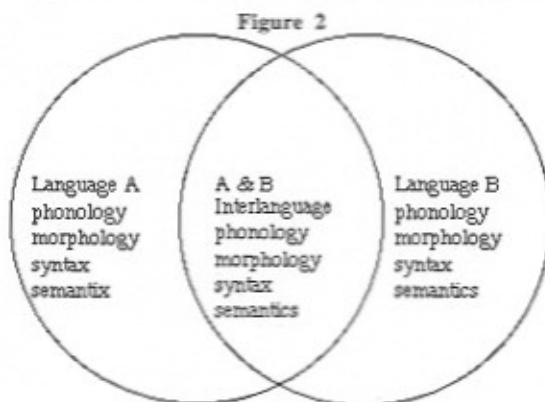 Figure 2
Language A
phonology
morphology
syntax
semantix
A & B
Interlanguage
phonology
morphology
syntax
semantics
Language B
phonology
morphology
syntax
semantics